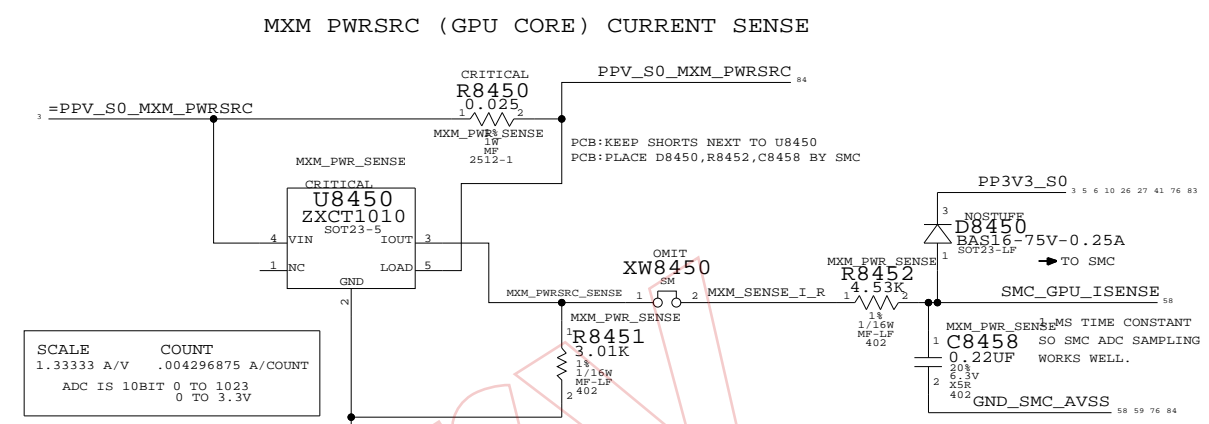 MXM PWRSRC (GPU CORE) CURRENT SENSE
CRITICAL
R8450
0.025
1 2
MXM_PWR_SENSE
1%
1W
MF
2512-1
PPV_S0_MXM_PWRSRC 84
3 =PPV_S0_MXM_PWRSRC
PCB:KEEP SHORTS NEXT TO U8450
PCB:PLACE D8450,R8452,C8458 BY SMC
MXM_PWR_SENSE
CRITICAL
U8450
ZXCT1010
SOT23-5
4 VIN IOUT 3
1 NC LOAD 5
GND
2
PP3V3_S0 3 5 6 10 26 27 41 76 83
3
NOSTUFF
D8450
BAS16-75V-0.25A
SOT23-LF
1
TO SMC
OMIT
XW8450
SM
MXM_PWRSRC_SENSE 1 2 MXM_SENSE_I_R
MXM_PWR_SENSE
R8452
4.53K
1 2
1%
1/16W
MF-LF
402
SMC_GPU_ISENSE 58
MXM_PWR_SENSE
R8451
3.01K
1
1%
1/16W
MF-LF
402
2
MXM_PWR_SENSE
C8458
1
0.22UF
20%
6.3V
X5R
402
2
1 MS TIME CONSTANT
SO SMC ADC SAMPLING
WORKS WELL.
GND_SMC_AVSS 58 59 76 84
SCALE COUNT
1.33333 A/V .004296875 A/COUNT
ADC IS 10BIT 0 TO 1023
0 TO 3.3V